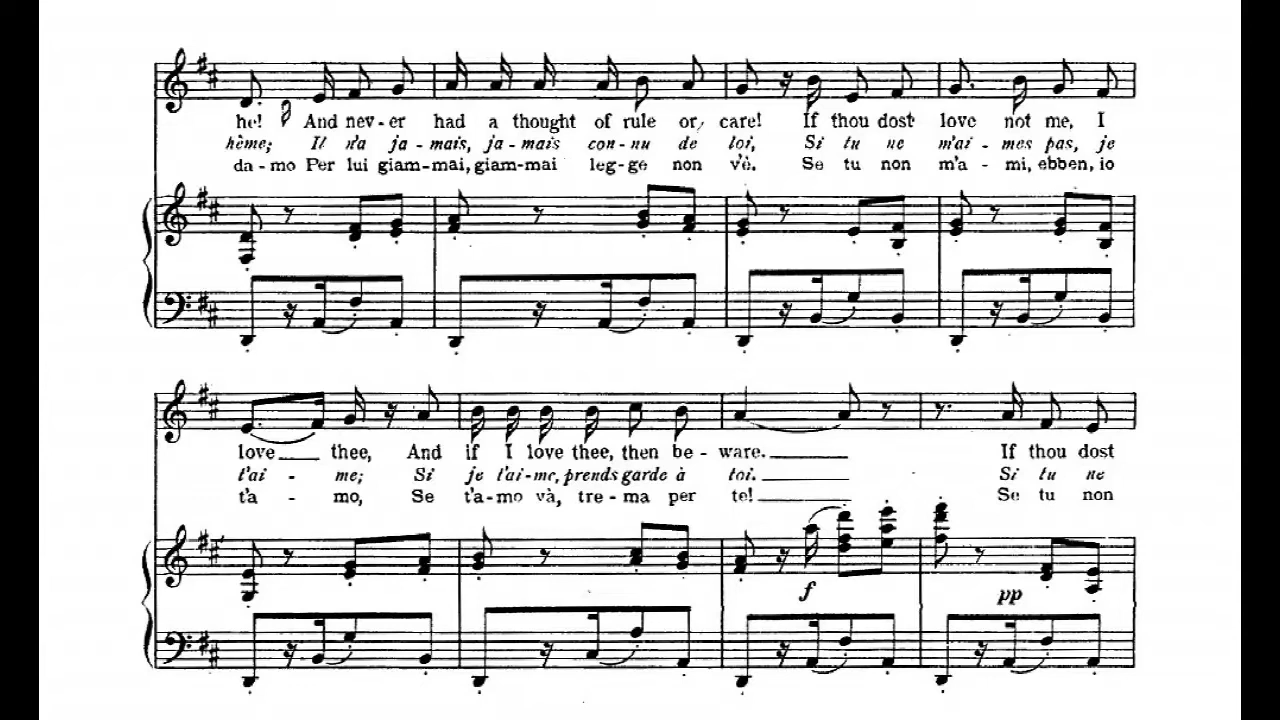 he! And nev-er had a thought of rule or, care! If thou dost love not me, I
hème; Il n'a ja-mais, ja-mais con-nu de loi, Si tu ne m'ai-mes pas, je
da-mo Per lui giam-mai, giam-mai leg-ge non v'è. Se tu non m'a-mi, ebben, io
love thee, And if I love thee, then be-ware. If thou dost
t'ai-me; Si je t'aime, prends garde à toi. Si tu ne
t'a-mo, Se t'a-mo và, tre-ma per te! Se tu non
f
pp